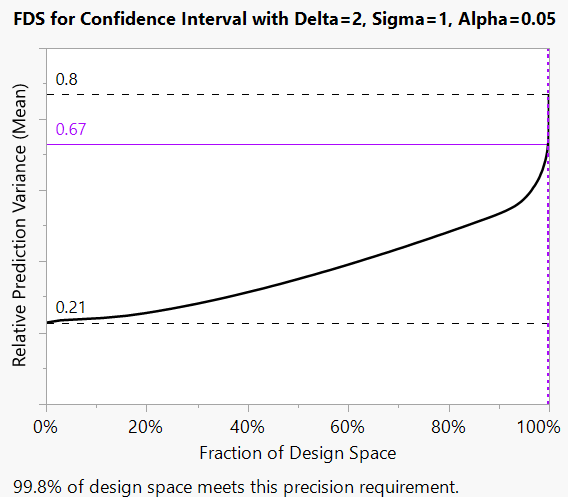 FDS for Confidence Interval with Delta=2, Sigma=1, Alpha=0.05
Relative Prediction Variance (Mean)
0.8
0.67
0.21
0% 20% 40% 60% 80% 100%
Fraction of Design Space
99.8% of design space meets this precision requirement.